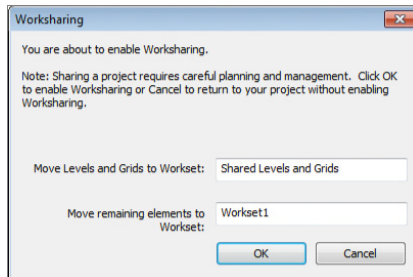 Worksharing
You are about to enable Worksharing.
Note: Sharing a project requires careful planning and management. Click OK
to enable Worksharing or Cancel to return to your project without enabling
Worksharing.
Move Levels and Grids to Workset: Shared Levels and Grids
Move remaining elements to Workset1
Workset:
OK Cancel